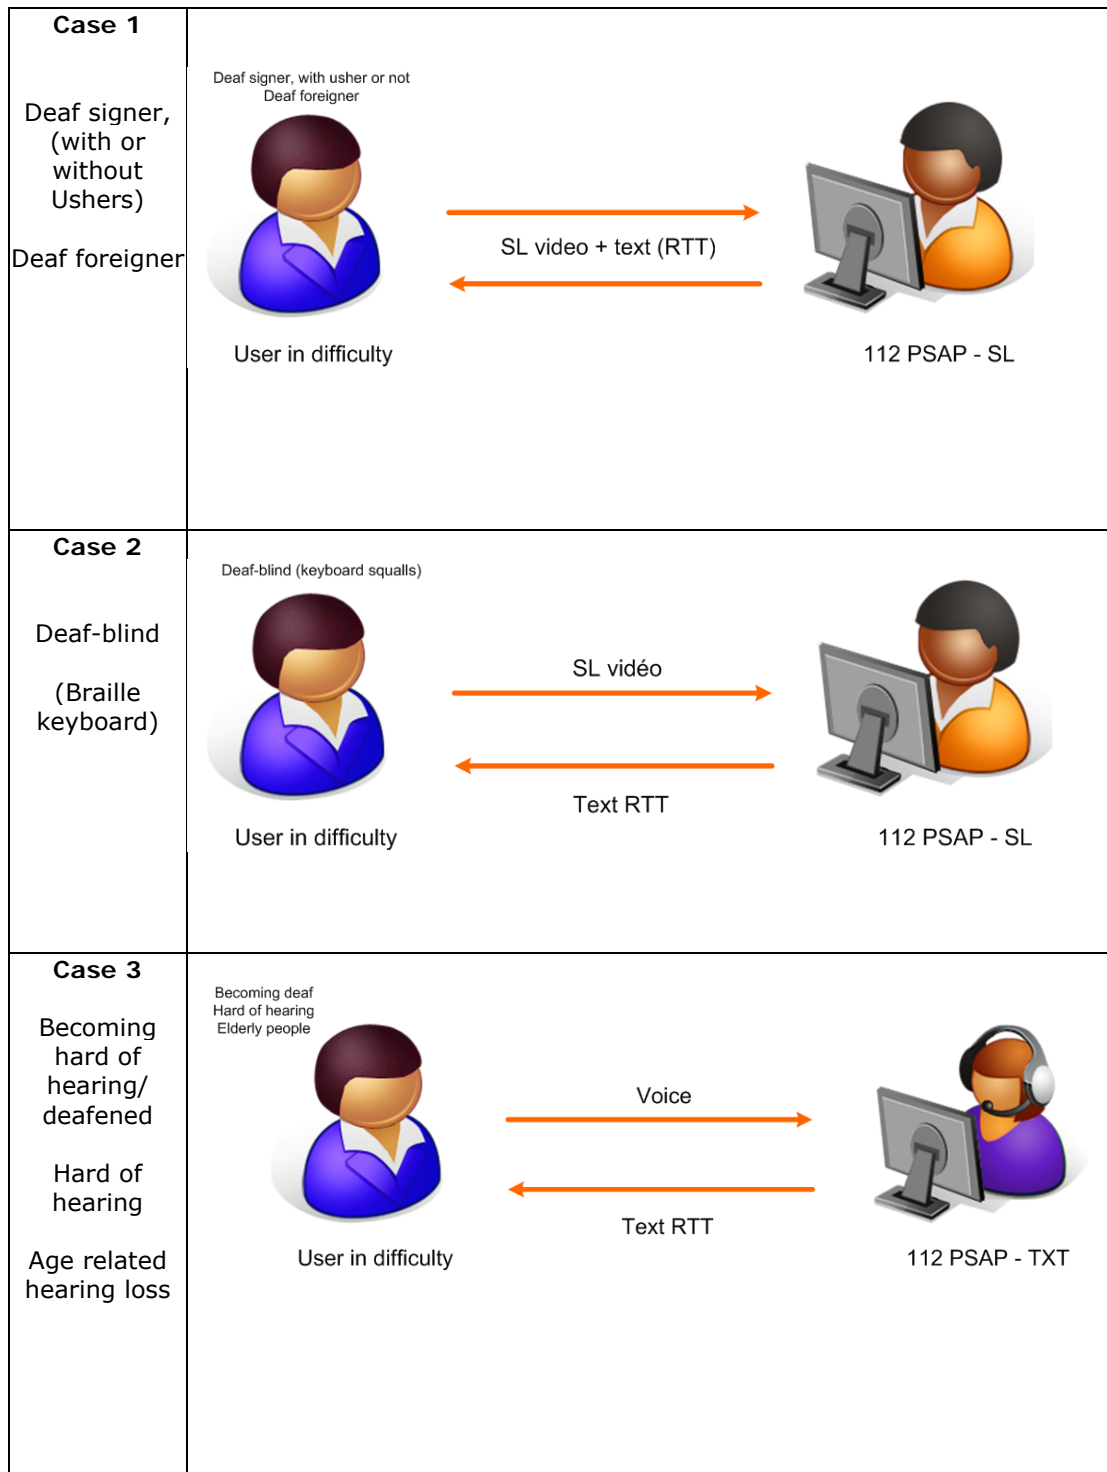 Case 1
Deaf signer,
(with or
without
Ushers)
Deaf foreigner
Deaf signer, with usher or not
Deaf foreigner
SL video + text (RTT)
User in difficulty
112 PSAP - SL
Case 2
Deaf-blind
(Braille
keyboard)
Deaf-blind (keyboard squalls)
SL vidéo
Text RTT
User in difficulty
112 PSAP - SL
Case 3
Becoming
hard of
hearing/
deafened
Hard of
hearing
Age related
hearing loss
Becoming deaf
Hard of hearing
Elderly people
Voice
Text RTT
User in difficulty
112 PSAP - TXT